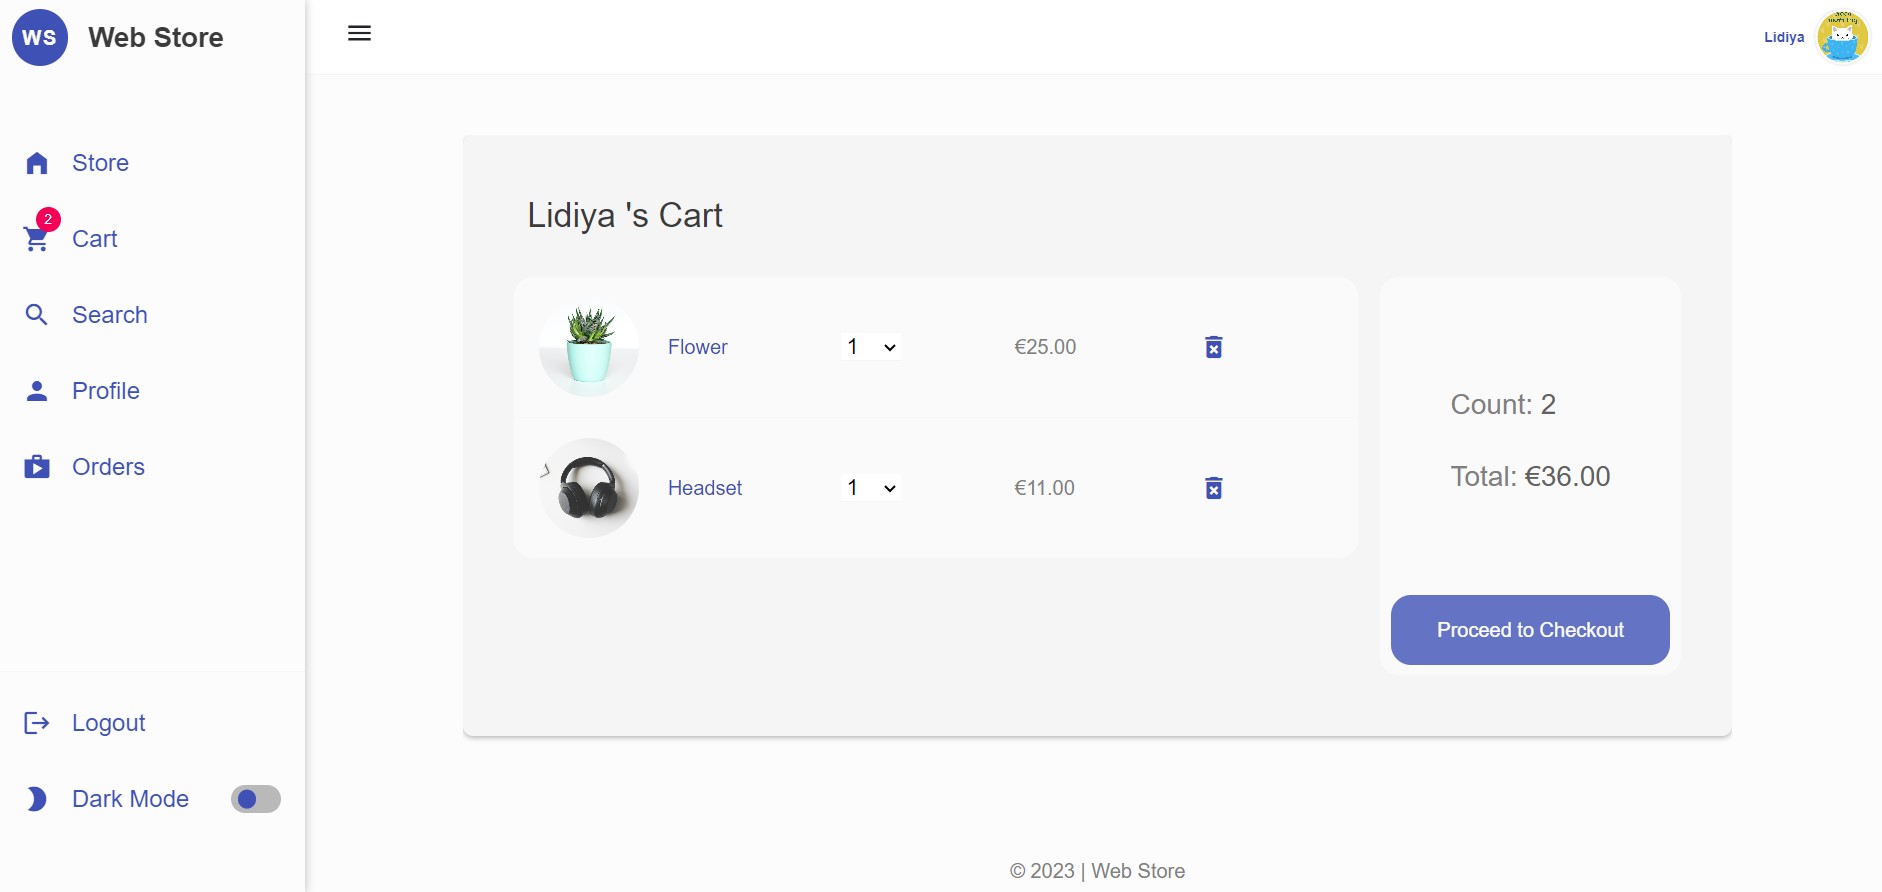 WS Web Store
Lidiya
Store
2
Cart
Search
Profile
Orders
Logout
Dark Mode
Lidiya 's Cart
Flower 1 €25.00
Headset 1 €11.00
Count: 2
Total: €36.00
Proceed to Checkout
© 2023 | Web Store